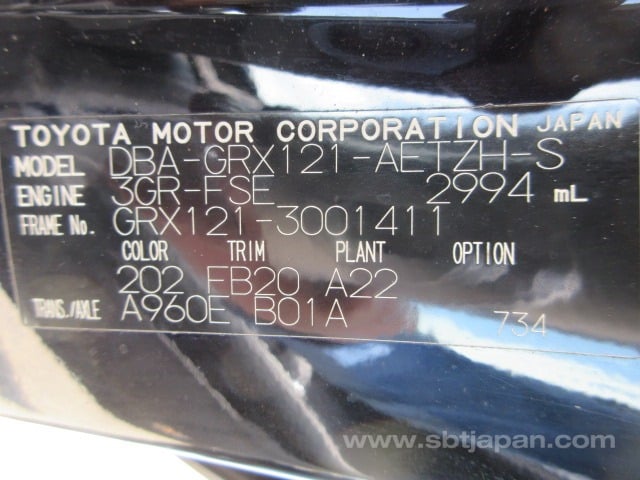 TOYOTA MOTOR CORPORATION JAPAN
MODEL DBA-GRX121-AETZH-S
ENGINE 3GR-FSE 2994 mL
FRAME No. GRX121-3001411
COLOR TRIM PLANT OPTION
202 FB20 A22
TRANS./AXLE A960E B01A
734
www.sbtjapan.com